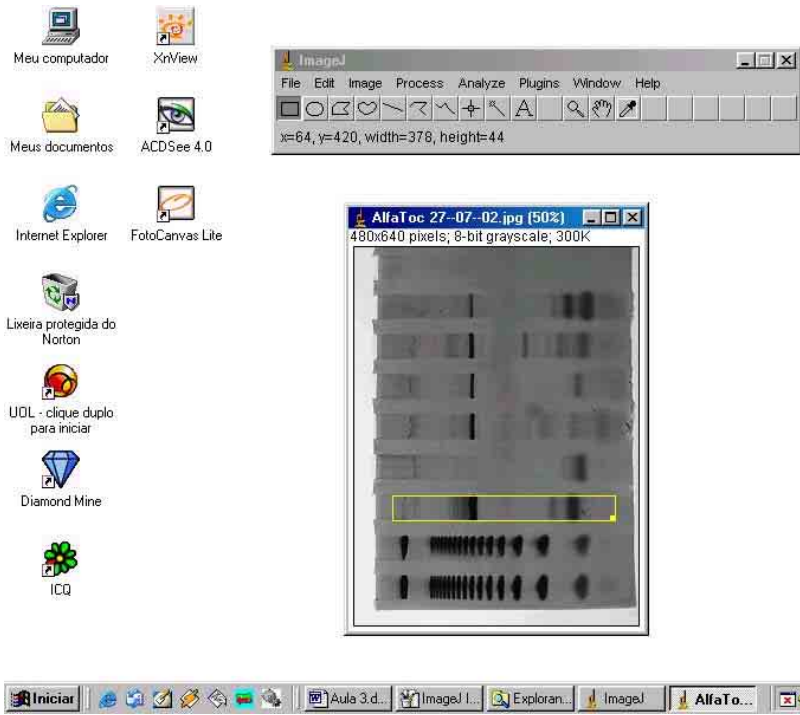 Meu computador
XnView
Meus documentos
ACDSee 4.0
Internet Explorer
FotoCanvas Lite
Lixeira protegida do
Norton
UOL - clique duplo
para iniciar
Diamond Mine
ICQ
ImageJ
File Edit Image Process Analyze Plugins Window Help
A
x=64, y=420, width=378, height=44
AlfaToc 27--07--02.jpg (50%)
480x640 pixels; 8-bit grayscale; 300K
Iniciar
Aula 3.d...
ImageJ I...
Exploran...
ImageJ
AlfaTo...